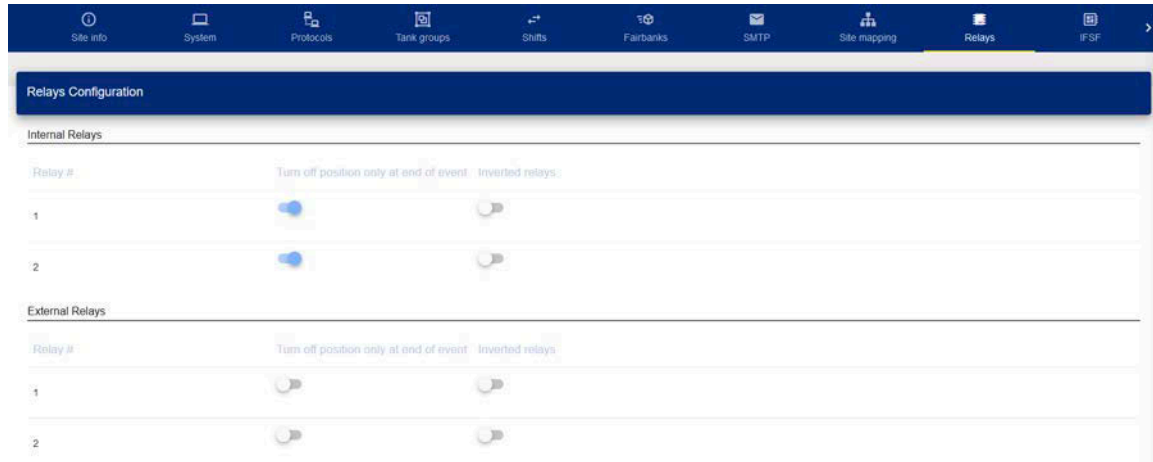 Site info System Protocols Tank groups Shifts Fairbanks SMTP Site mapping Relays IFSF
Relays Configuration
Internal Relays
Relay # Turn off position only at end of event Inverted relays
1
2
External Relays
Relay # Turn off position only at end of event Inverted relays
1
2